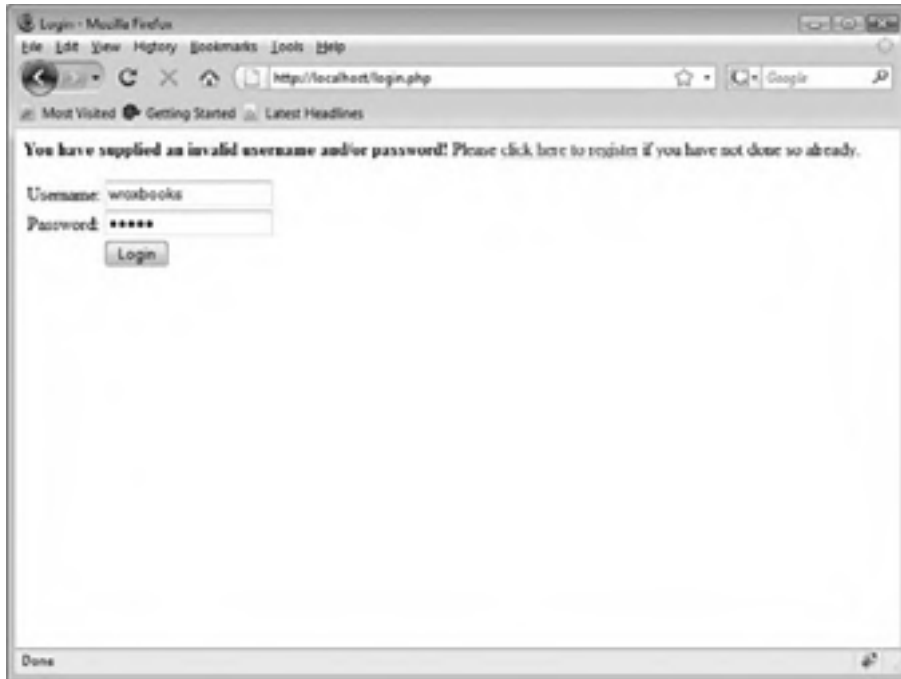 Login - Mozilla Firefox
File Edit View History Bookmarks Tools Help
http://localhost/login.php
Google
Most Visited Getting Started Latest Headlines
You have supplied an invalid username and/or password! Please click here to register if you have not done so already.
Username: wroxbooks
Password: •••••
Login
Done